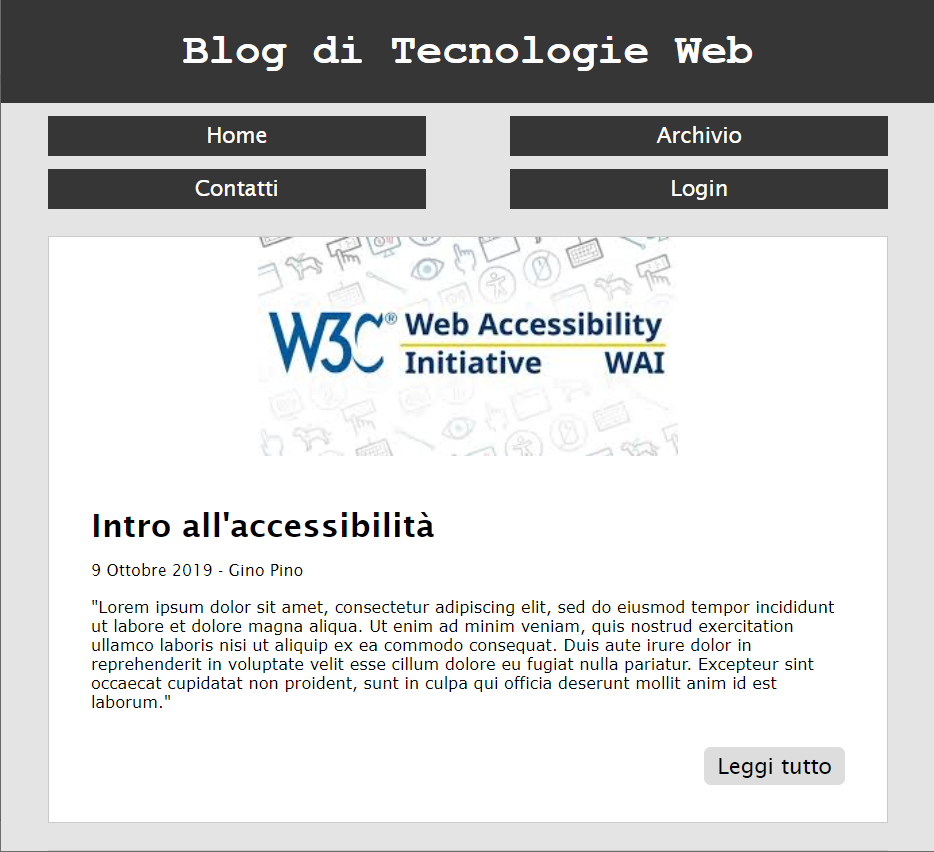 Blog di Tecnologie Web
Home
Archivio
Contatti
Login
W3C® Web Accessibility
Initiative WAI
Intro all'accessibilità
9 Ottobre 2019 - Gino Pino
"Lorem ipsum dolor sit amet, consectetur adipiscing elit, sed do eiusmod tempor incididunt
ut labore et dolore magna aliqua. Ut enim ad minim veniam, quis nostrud exercitation
ullamco laboris nisi ut aliquip ex ea commodo consequat. Duis aute irure dolor in
reprehenderit in voluptate velit esse cillum dolore eu fugiat nulla pariatur. Excepteur sint
occaecat cupidatat non proident, sunt in culpa qui officia deserunt mollit anim id est
laborum."
Leggi tutto